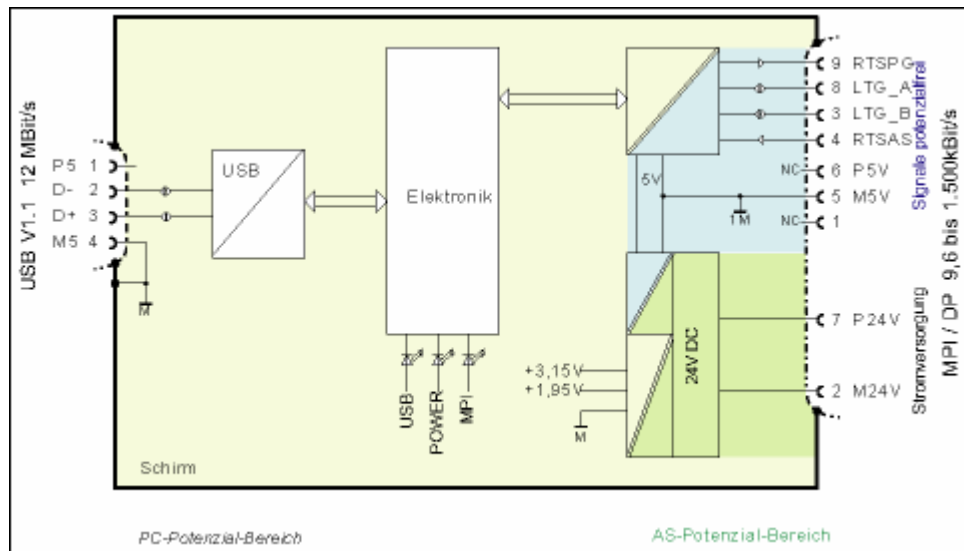 USB V1.1 12 MBit/s
P5 1
D- 2
D+ 3
M5 4
M
USB
Elektronik
USB
POWER
MPI
+3,15V
+1,95V
M
5V
1M
24V DC
9 RTSPG
8 LTG_A
3 LTG_B
4 RTSAS
NC 6 P5V
5 M5V
NC 1
7 P24V
2 M24V
Signale potenzialfrei
Stromversorgung
MPI / DP 9,6 bis 1.500kBit/s
Schirm
PC-Potenzial-Bereich
AS-Potenzial-Bereich